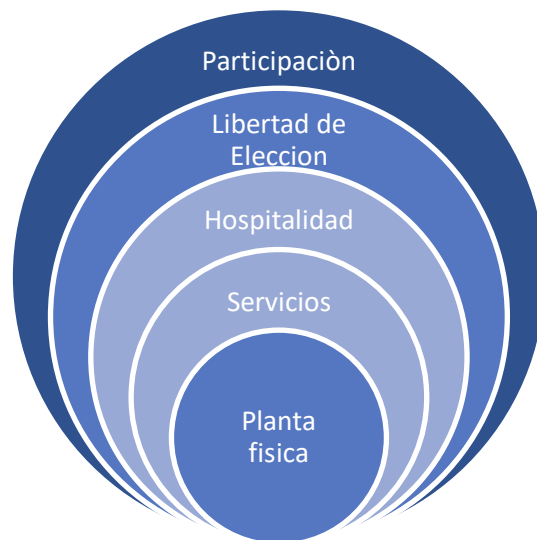 Participaciòn
Libertad de
Eleccion
Hospitalidad
Servicios
Planta
fisica